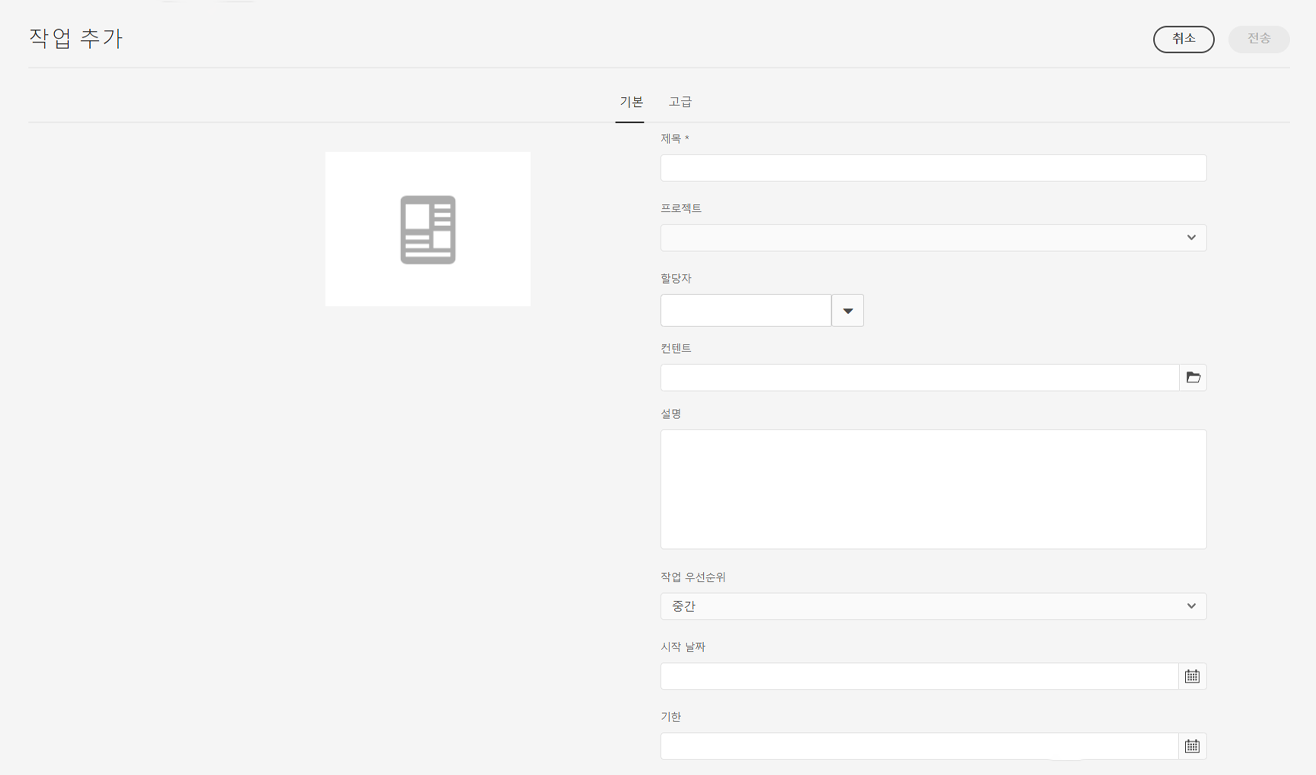 작업 추가
취소
전송
기본
고급
제목 *
프로젝트
할당자
컨텐트
설명
작업 우선순위
중간
시작 날짜
기한